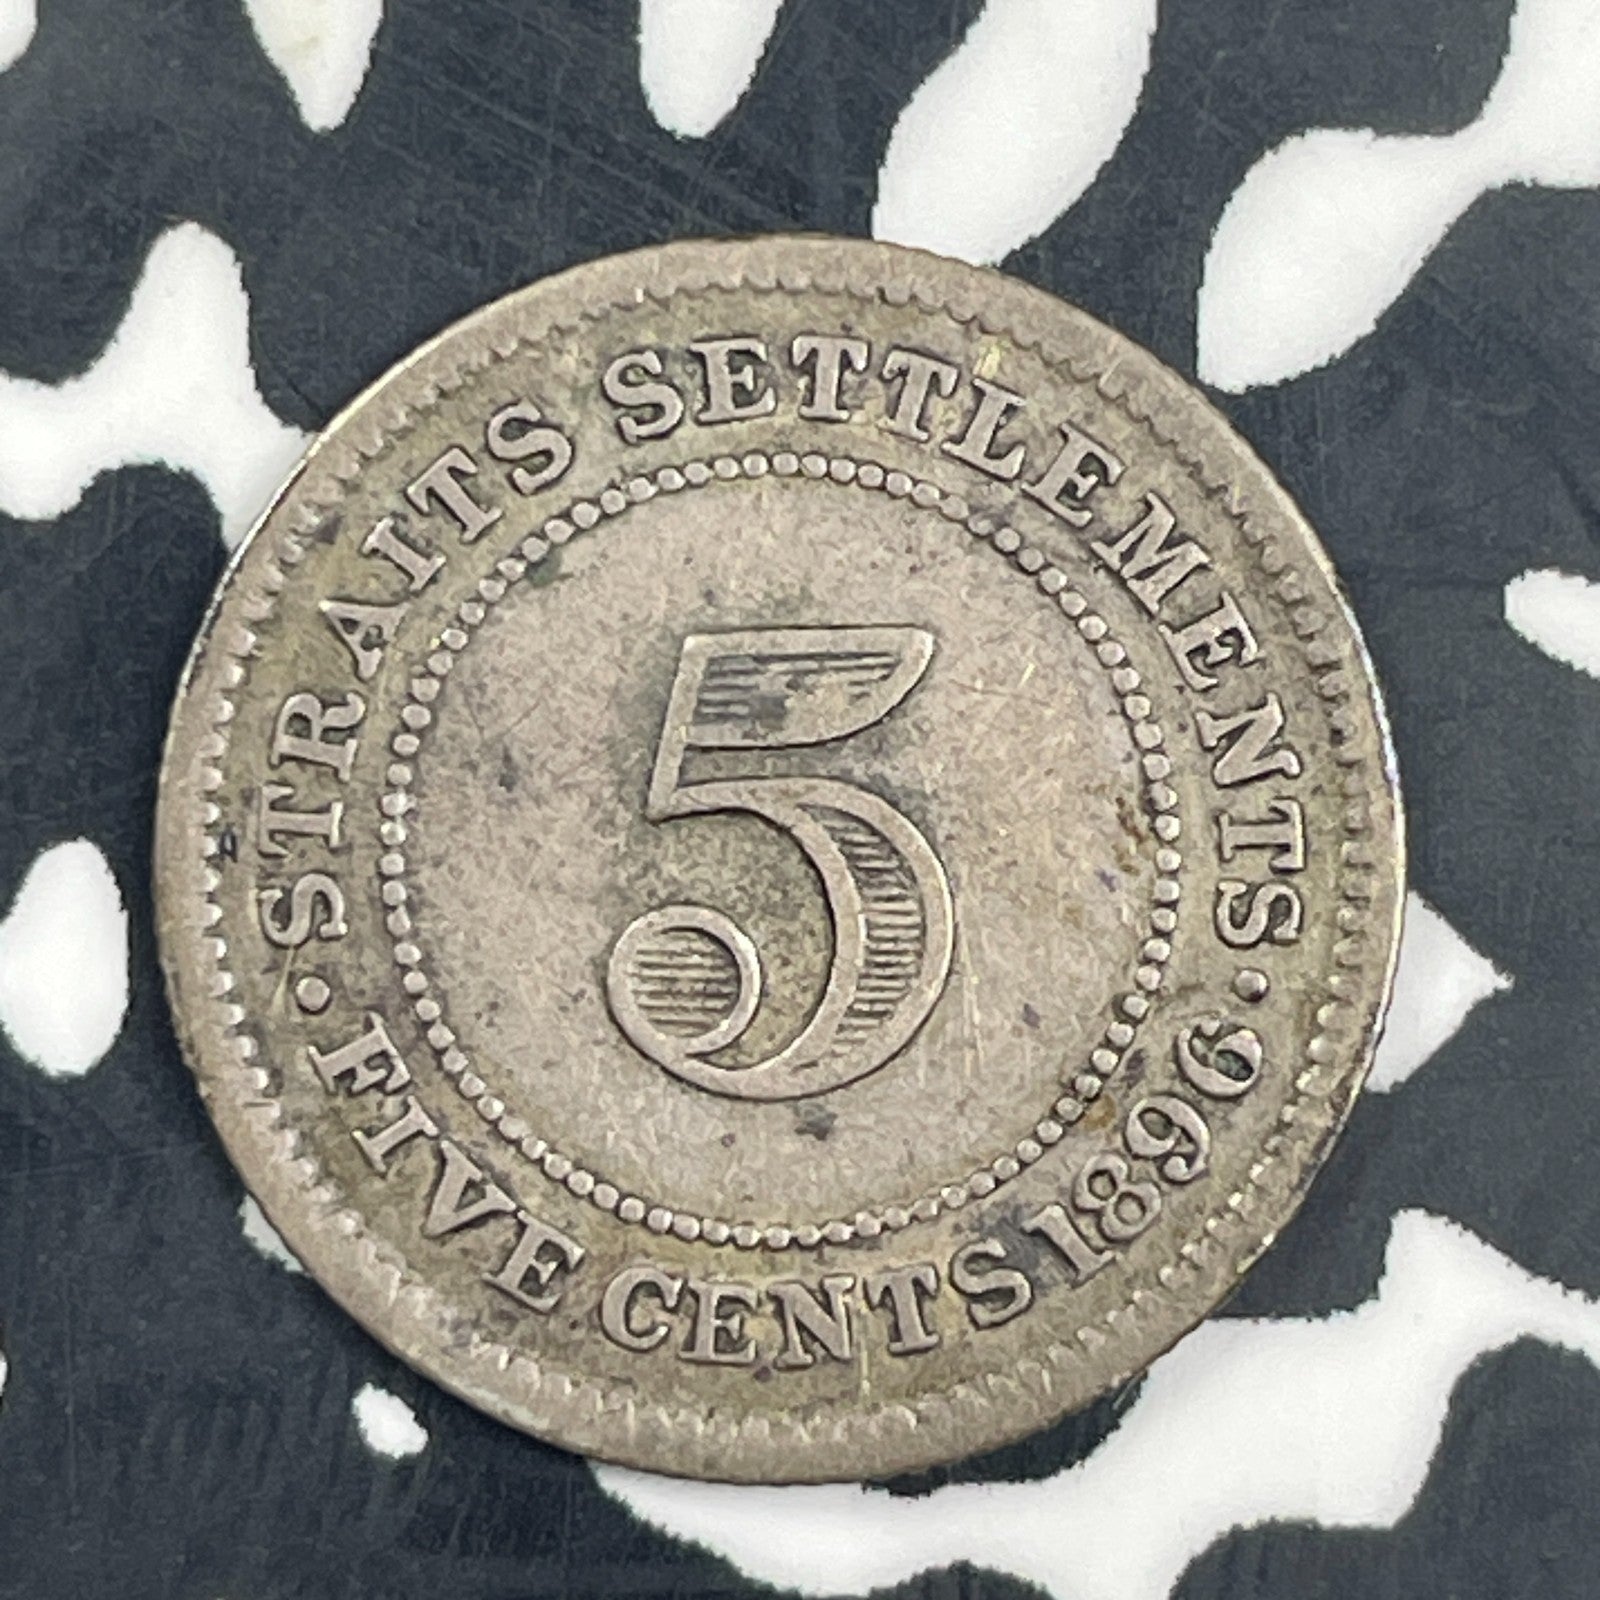 · STRAITS SETTLEMENTS ·
FIVE CENTS 1896
5